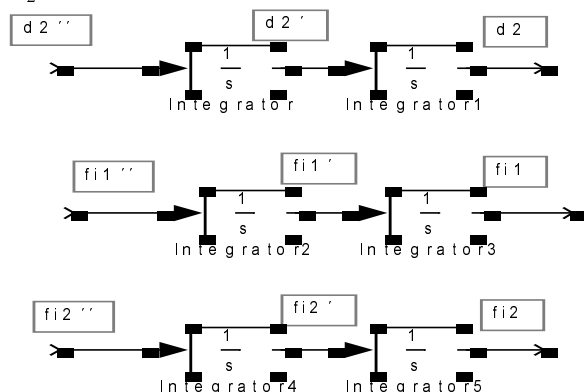 2
d2´´ d2´ d2
1 1
s s
Integrator Integrator1
fi1´´ fi1´ fi1
1 1
s s
Integrator2 Integrator3
fi2´´ fi2´ fi2
1 1
s s
Integrator4 Integrator5